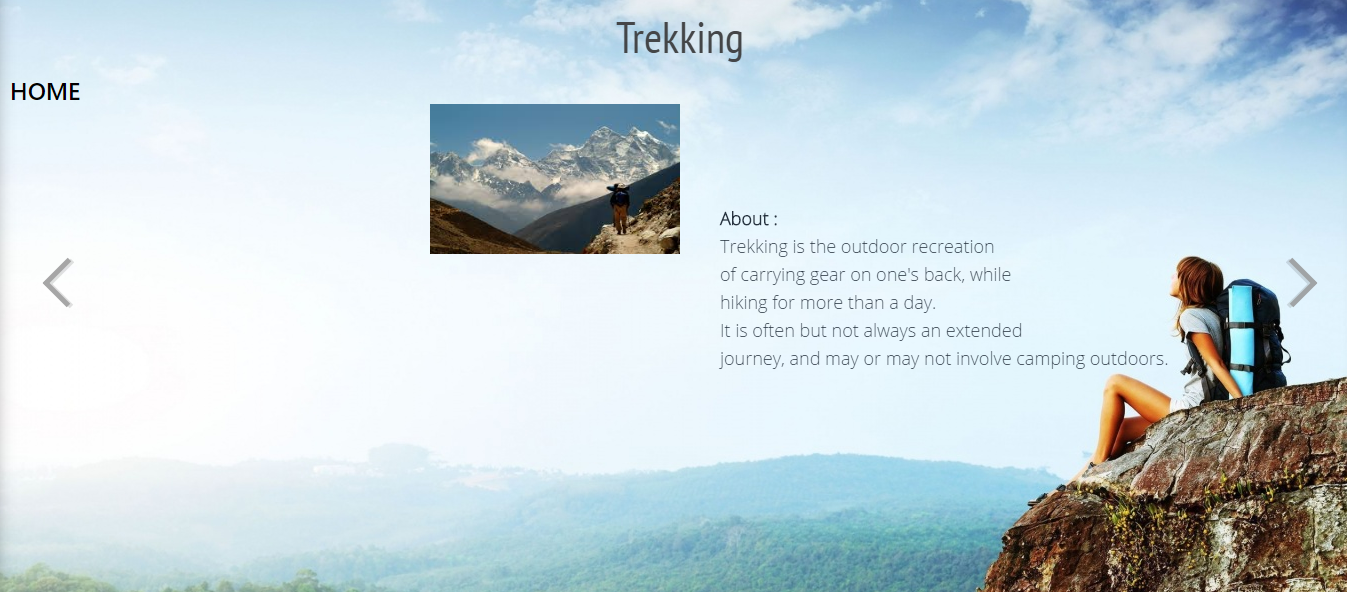 Trekking
HOME
About :
Trekking is the outdoor recreation
of carrying gear on one's back, while
hiking for more than a day.
It is often but not always an extended
journey, and may or may not involve camping outdoors.